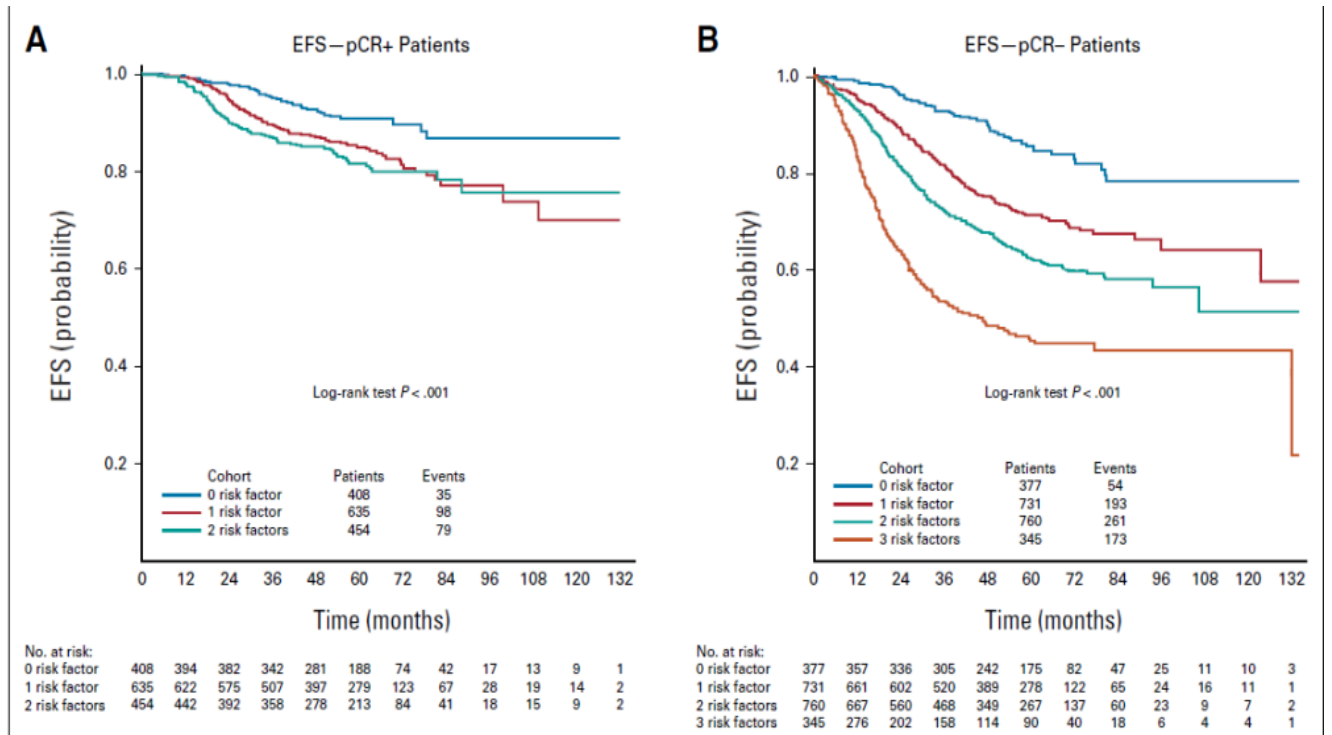 A
EFS—pCR+ Patients
1.0
0.8
0.6
0.4
0.2
EFS (probability)
Log-rank test P < .001
Cohort Patients Events
0 risk factor 408 35
1 risk factor 635 98
2 risk factors 454 79
0 12 24 36 48 60 72 84 96 108 120 132
Time (months)
No. at risk:
0 risk factor 408 394 382 342 281 188 74 42 17 13 9 1
1 risk factor 635 622 575 507 397 279 123 67 28 19 14 2
2 risk factors 454 442 392 358 278 213 84 41 18 15 9 2
B
EFS—pCR– Patients
1.0
0.8
0.6
0.4
0.2
EFS (probability)
Log-rank test P < .001
Cohort Patients Events
0 risk factor 377 54
1 risk factor 731 193
2 risk factors 760 261
3 risk factors 345 173
0 12 24 36 48 60 72 84 96 108 120 132
Time (months)
No. at risk:
0 risk factor 377 357 336 305 242 175 82 47 25 11 10 3
1 risk factor 731 661 602 520 389 278 122 65 24 16 11 1
2 risk factors 760 667 560 468 349 267 137 60 23 9 7 2
3 risk factors 345 276 202 158 114 90 40 18 6 4 4 1